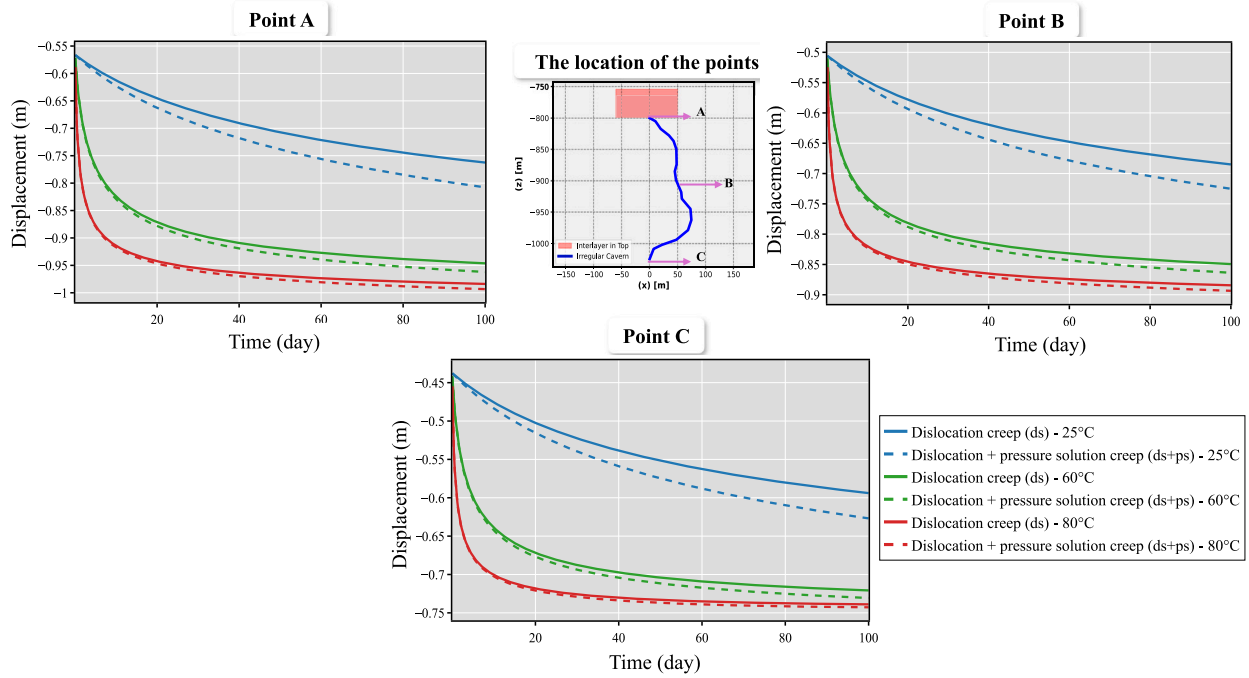 Point A
Displacement (m)
−0.55
−0.6
−0.65
−0.7
−0.75
−0.8
−0.85
−0.9
−0.95
−1
20
40
60
80
100
Time (day)
The location of the points
(z) [m]
−750
−800
−850
−900
−950
−1000
A
B
C
Interlayer in Top
Irregular Cavern
−150
−100
−50
0
50
100
150
(x) [m]
Point B
Displacement (m)
−0.5
−0.55
−0.6
−0.65
−0.7
−0.75
−0.8
−0.85
−0.9
20
40
60
80
100
Time (day)
Point C
Displacement (m)
−0.45
−0.5
−0.55
−0.6
−0.65
−0.7
−0.75
20
40
60
80
100
Time (day)
Dislocation creep (ds) - 25°C
Dislocation + pressure solution creep (ds+ps) - 25°C
Dislocation creep (ds) - 60°C
Dislocation + pressure solution creep (ds+ps) - 60°C
Dislocation creep (ds) - 80°C
Dislocation + pressure solution creep (ds+ps) - 80°C